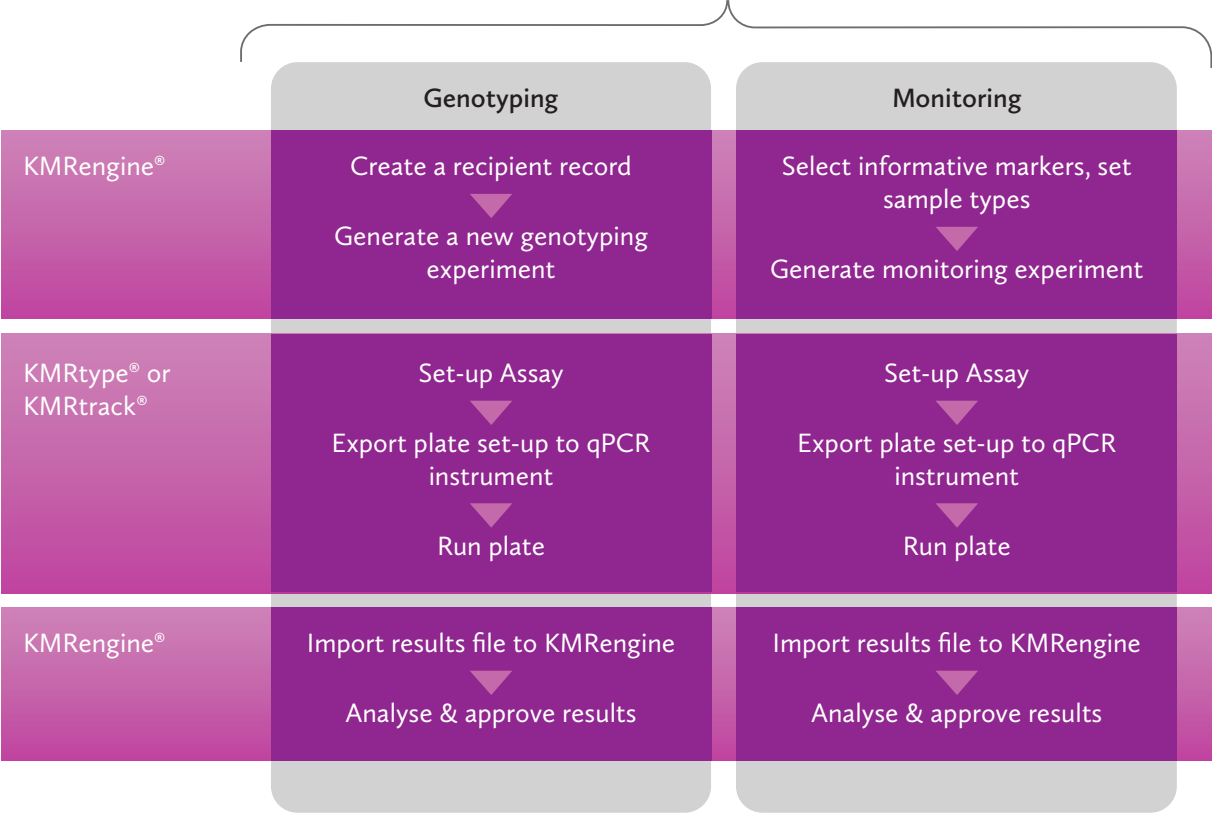 Genotyping
Monitoring
KMRengine®
Create a recipient record
Generate a new genotyping
experiment
Select informative markers, set
sample types
Generate monitoring experiment
KMRtype® or
KMRtrack®
Set-up Assay
Export plate set-up to qPCR
instrument
Run plate
Set-up Assay
Export plate set-up to qPCR
instrument
Run plate
KMRengine®
Import results file to KMRengine
Analyse & approve results
Import results file to KMRengine
Analyse & approve results